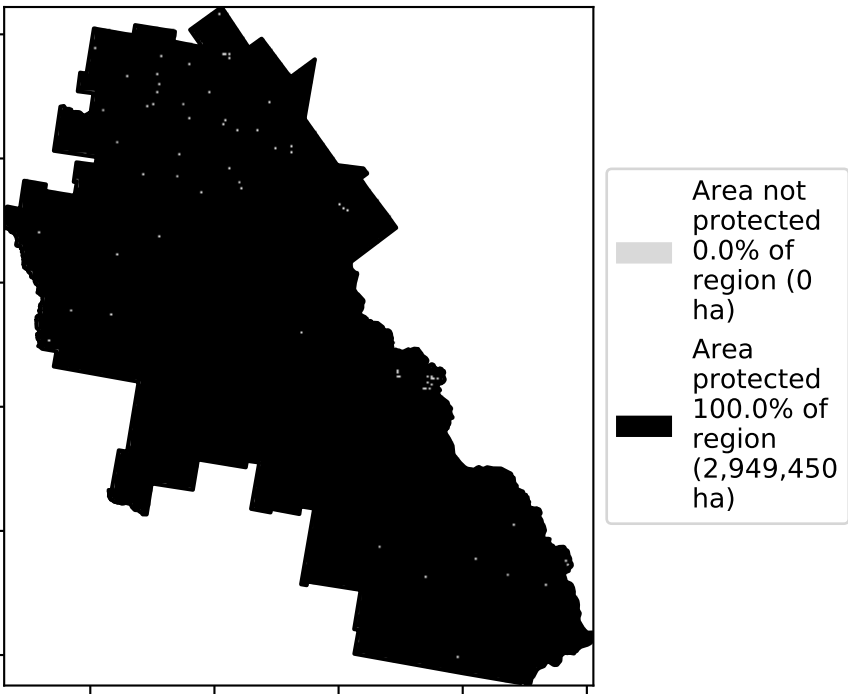 Area not
protected
0.0% of
region (0
ha)
Area
protected
100.0% of
region
(2,949,450
ha)